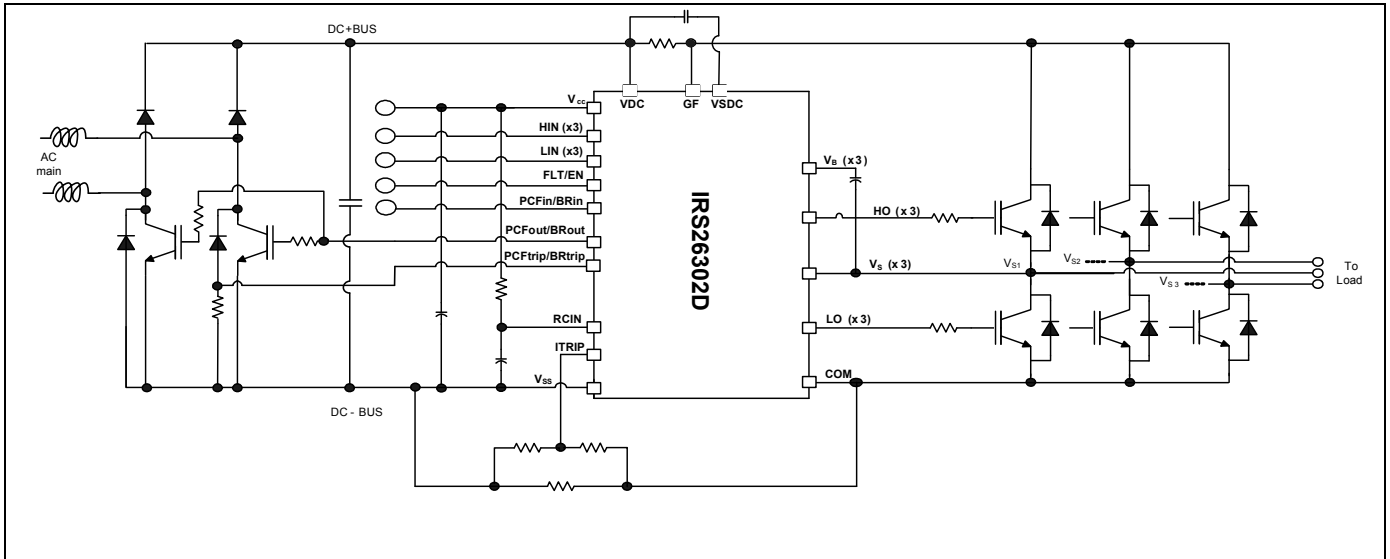 DC+BUS
VDC
GF
VSDC
Vcc
HIN (x3)
LIN (x3)
FLT/EN
PCFin/BRin
PCFout/BRout
PCFtrip/BRtrip
RCIN
ITRIP
VSS
AC
main
IRS26302D
VB (x3)
HO (x3)
VS (x3)
LO (x3)
COM
VS1
VS2
VS3
To
Load
DC - BUS